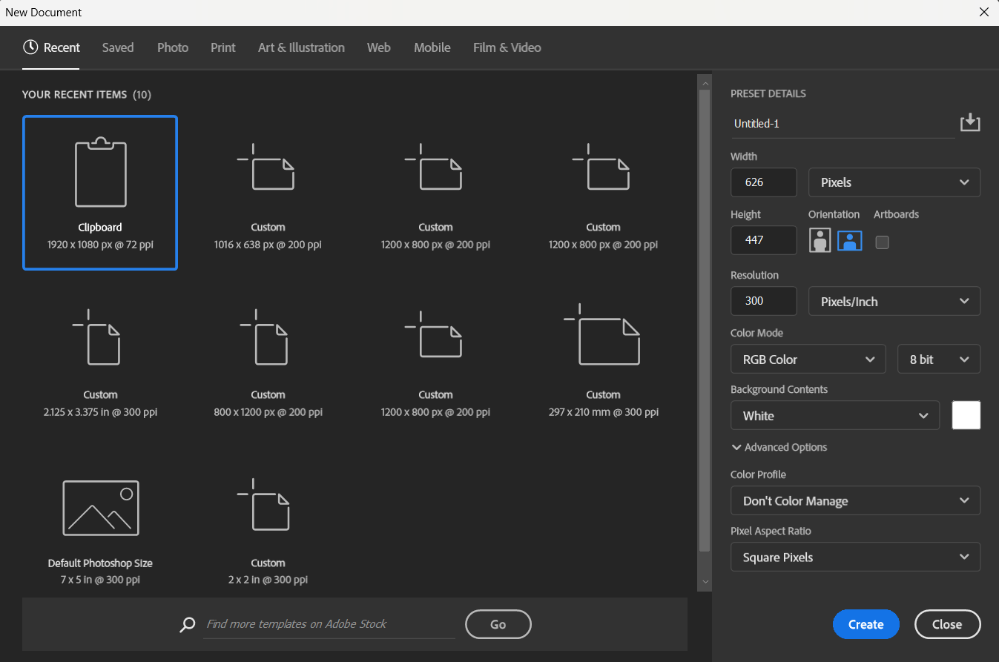 New Document
Recent Saved Photo Print Art & Illustration Web Mobile Film & Video
YOUR RECENT ITEMS (10)
Clipboard
1920 x 1080 px @ 72 ppi
Custom
1016 x 638 px @ 200 ppi
Custom
1200 x 800 px @ 200 ppi
Custom
1200 x 800 px @ 200 ppi
Custom
2.125 x 3.375 in @ 300 ppi
Custom
800 x 1200 px @ 200 ppi
Custom
1200 x 800 px @ 200 ppi
Custom
297 x 210 mm @ 300 ppi
Default Photoshop Size
7 x 5 in @ 300 ppi
Custom
2 x 2 in @ 300 ppi
Find more templates on Adobe Stock
Go
PRESET DETAILS
Untitled-1
Width
626 Pixels
Height Orientation Artboards
447
Resolution
300 Pixels/Inch
Color Mode
RGB Color 8 bit
Background Contents
White
Advanced Options
Color Profile
Don't Color Manage
Pixel Aspect Ratio
Square Pixels
Create Close